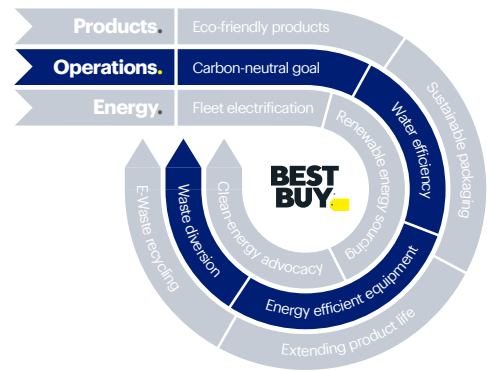 Products.
Eco-friendly products
Sustainable packaging
Extending product life
E-Waste recycling
Operations.
Carbon-neutral goal
Water efficiency
Energy efficient equipment
Waste diversion
Energy.
Fleet electrification
Renewable energy sourcing
Clean-energy advocacy
BEST
BUY